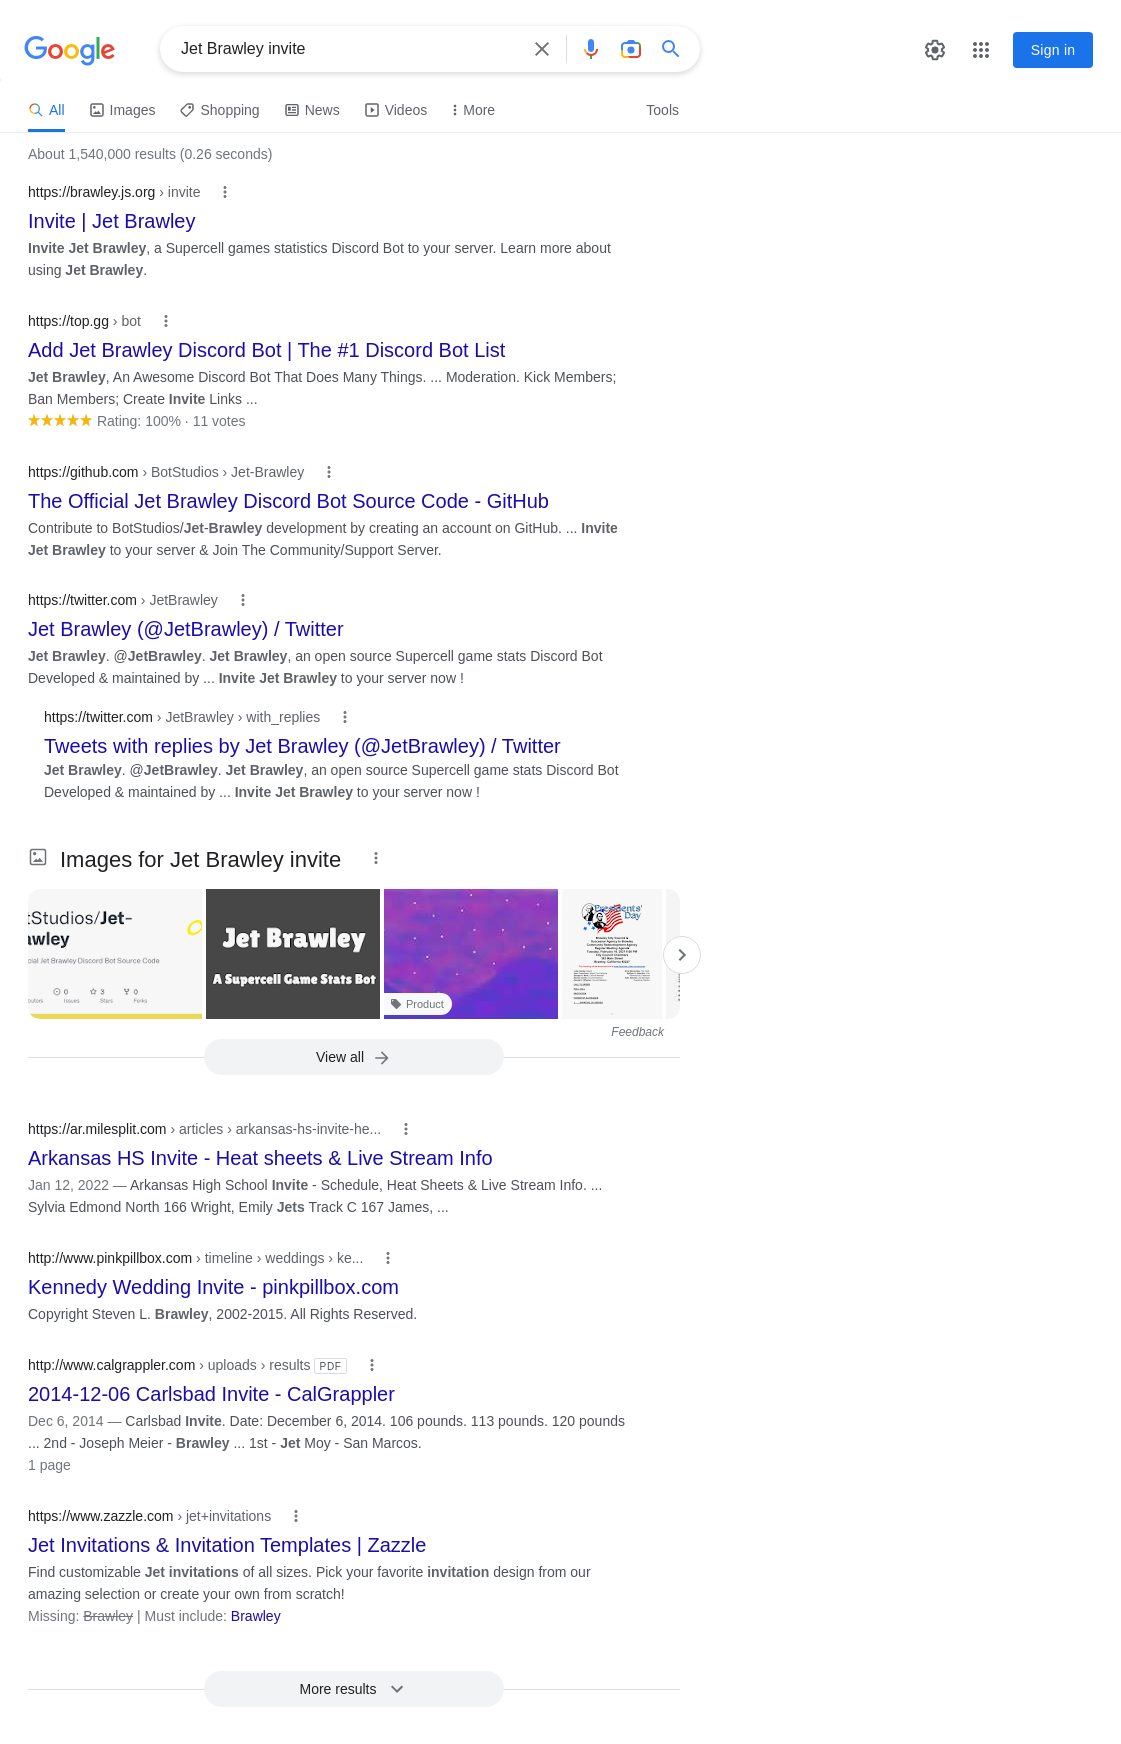 Google
Jet Brawley invite
Sign in
All
Images
Shopping
News
Videos
More
Tools
About 1,540,000 results (0.26 seconds)
https://brawley.js.org › invite
Invite | Jet Brawley
Invite Jet Brawley, a Supercell games statistics Discord Bot to your server. Learn more about
using Jet Brawley.
https://top.gg › bot
Add Jet Brawley Discord Bot | The #1 Discord Bot List
Jet Brawley, An Awesome Discord Bot That Does Many Things. ... Moderation. Kick Members;
Ban Members; Create Invite Links ...
Rating: 100% · 11 votes
https://github.com › BotStudios › Jet-Brawley
The Official Jet Brawley Discord Bot Source Code - GitHub
Contribute to BotStudios/Jet-Brawley development by creating an account on GitHub. ... Invite
Jet Brawley to your server & Join The Community/Support Server.
https://twitter.com › JetBrawley
Jet Brawley (@JetBrawley) / Twitter
Jet Brawley. @JetBrawley. Jet Brawley, an open source Supercell game stats Discord Bot
Developed & maintained by ... Invite Jet Brawley to your server now !
https://twitter.com › JetBrawley › with_replies
Tweets with replies by Jet Brawley (@JetBrawley) / Twitter
Jet Brawley. @JetBrawley. Jet Brawley, an open source Supercell game stats Discord Bot
Developed & maintained by ... Invite Jet Brawley to your server now !
Images for Jet Brawley invite
tStudios/Jet-
awley
cial Jet Brawley Discord Bot Source Code
0
3
0
butors
Issues
Stars
Forks
Jet Brawley
A Supercell Game Stats Bot
Product
Presidents'
Day
Feedback
View all
https://ar.milesplit.com › articles › arkansas-hs-invite-he...
Arkansas HS Invite - Heat sheets & Live Stream Info
Jan 12, 2022 — Arkansas High School Invite - Schedule, Heat Sheets & Live Stream Info. ...
Sylvia Edmond North 166 Wright, Emily Jets Track C 167 James, ...
http://www.pinkpillbox.com › timeline › weddings › ke...
Kennedy Wedding Invite - pinkpillbox.com
Copyright Steven L. Brawley, 2002-2015. All Rights Reserved.
http://www.calgrappler.com › uploads › results PDF
2014-12-06 Carlsbad Invite - CalGrappler
Dec 6, 2014 — Carlsbad Invite. Date: December 6, 2014. 106 pounds. 113 pounds. 120 pounds
... 2nd - Joseph Meier - Brawley ... 1st - Jet Moy - San Marcos.
1 page
https://www.zazzle.com › jet+invitations
Jet Invitations & Invitation Templates | Zazzle
Find customizable Jet invitations of all sizes. Pick your favorite invitation design from our
amazing selection or create your own from scratch!
Missing: Brawley | Must include: Brawley
More results